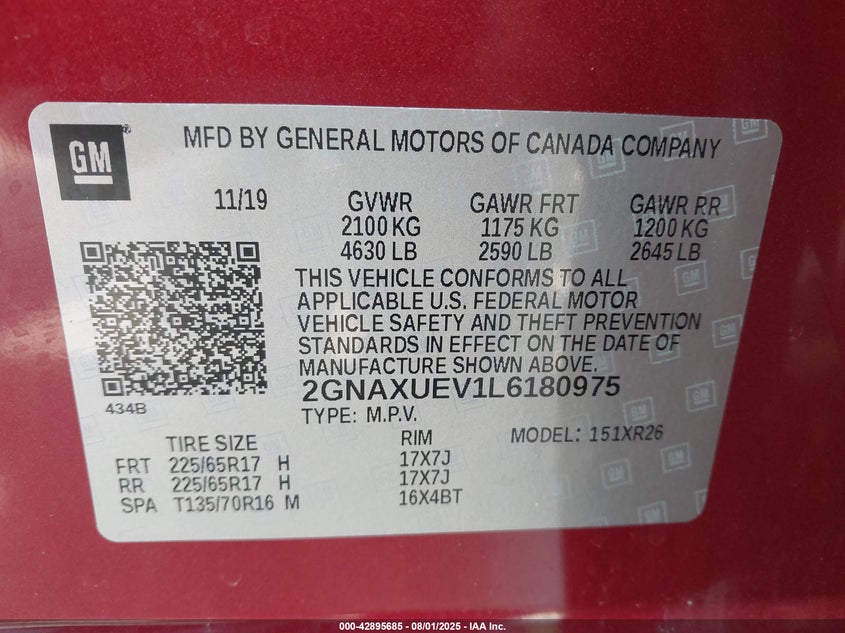 GM
MFD BY GENERAL MOTORS OF CANADA COMPANY
11/19 GVWR GAWR FRT GAWR RR
2100 KG 1175 KG 1200 KG
4630 LB 2590 LB 2645 LB
THIS VEHICLE CONFORMS TO ALL
APPLICABLE U.S. FEDERAL MOTOR
VEHICLE SAFETY AND THEFT PREVENTION
STANDARDS IN EFFECT ON THE DATE OF
MANUFACTURE SHOWN ABOVE.
434B
2GNAXUEV1L6180975
TYPE: M.P.V.
TIRE SIZE RIM MODEL: 151XR26
FRT 225/65R17 H 17X7J
RR 225/65R17 H 17X7J
SPA T135/70R16 M 16X4BT
000-42895685 - 08/01/2025 - IAA Inc.